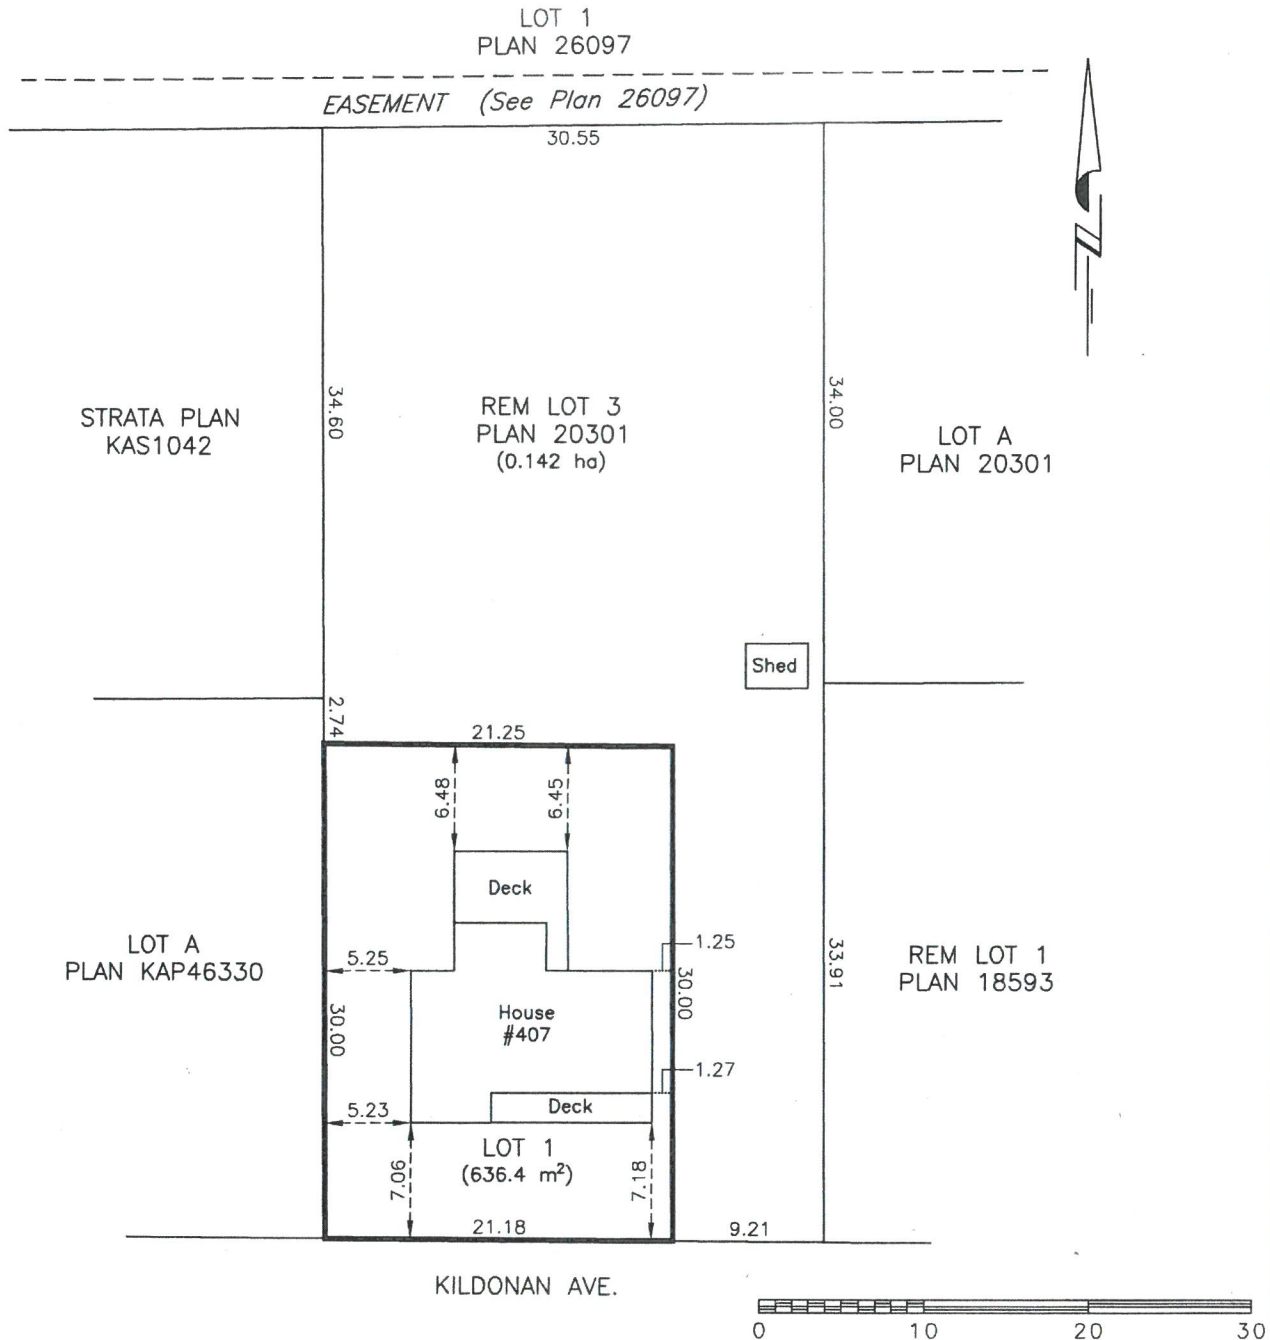 LOT 1
PLAN 26097
EASEMENT (See Plan 26097)
30.55
34.60
34.00
STRATA PLAN
KAS1042
REM LOT 3
PLAN 20301
(0.142 ha)
LOT A
PLAN 20301
Shed
2.74
21.25
6.48
6.45
Deck
1.25
LOT A
PLAN KAP46330
5.25
30.00
33.91
REM LOT 1
PLAN 18593
House
#407
30.00
1.27
5.23
Deck
LOT 1
(636.4 m²)
7.06
7.18
21.18
9.21
KILDONAN AVE.
0 10 20 30